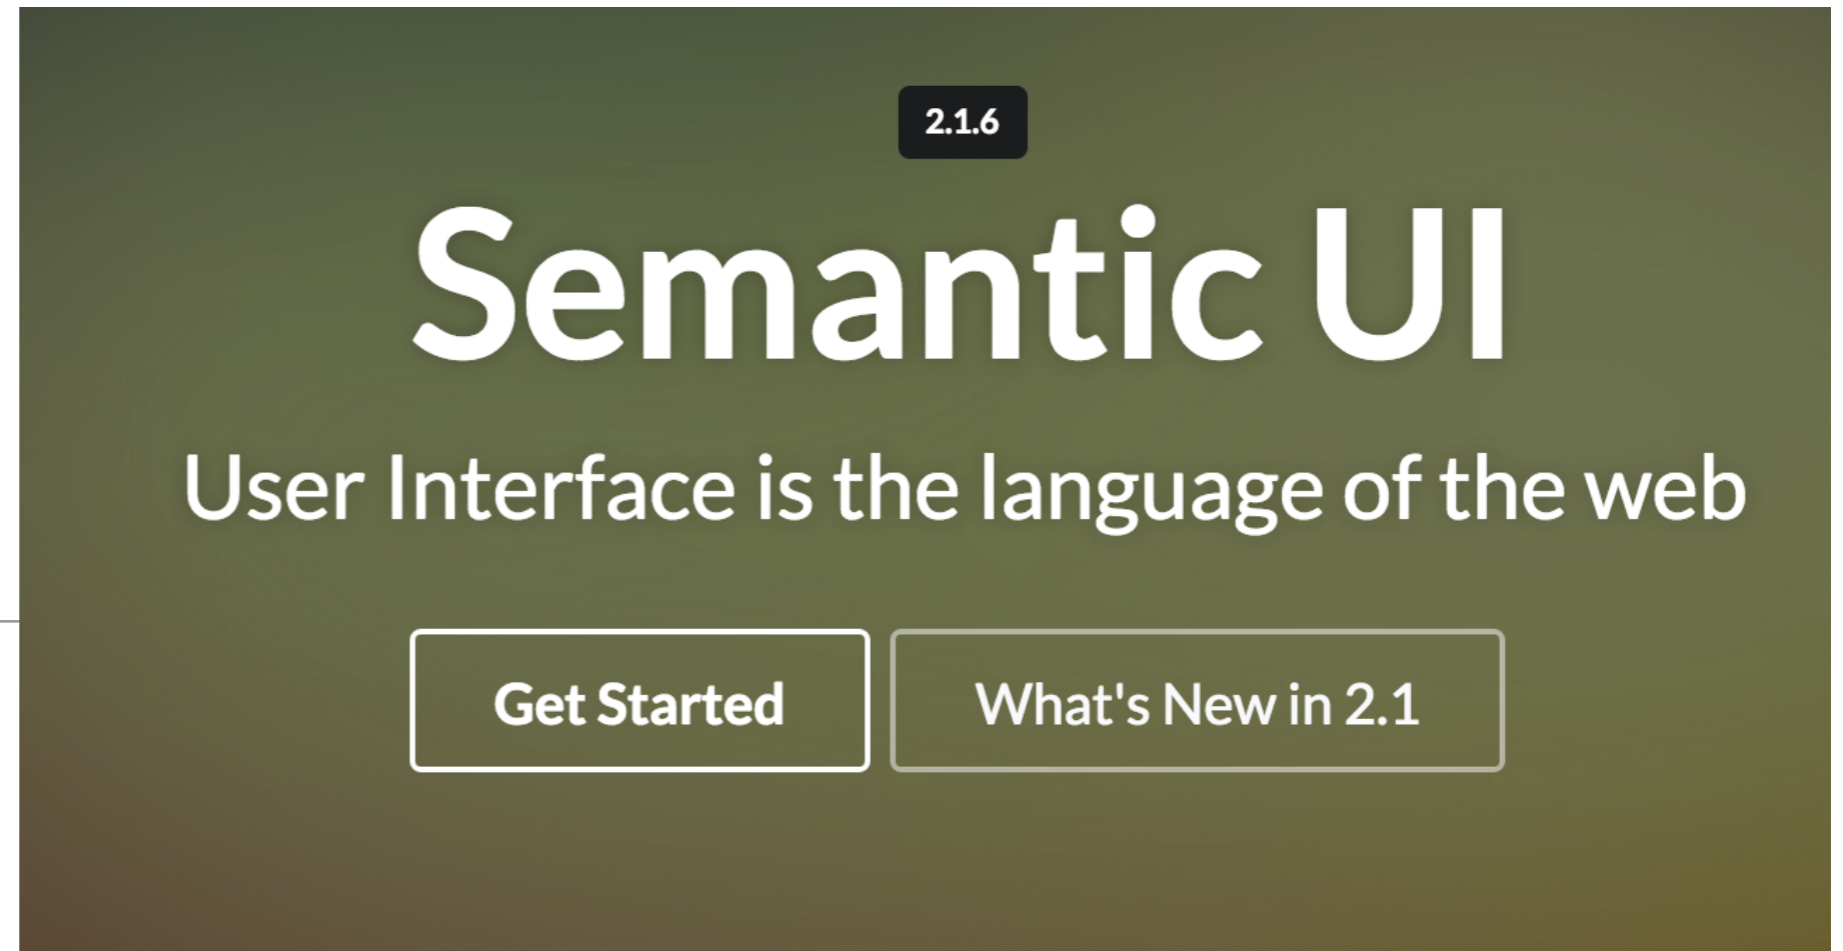 2.1.6
Semantic UI
User Interface is the language of the web
Get Started
What's New in 2.1